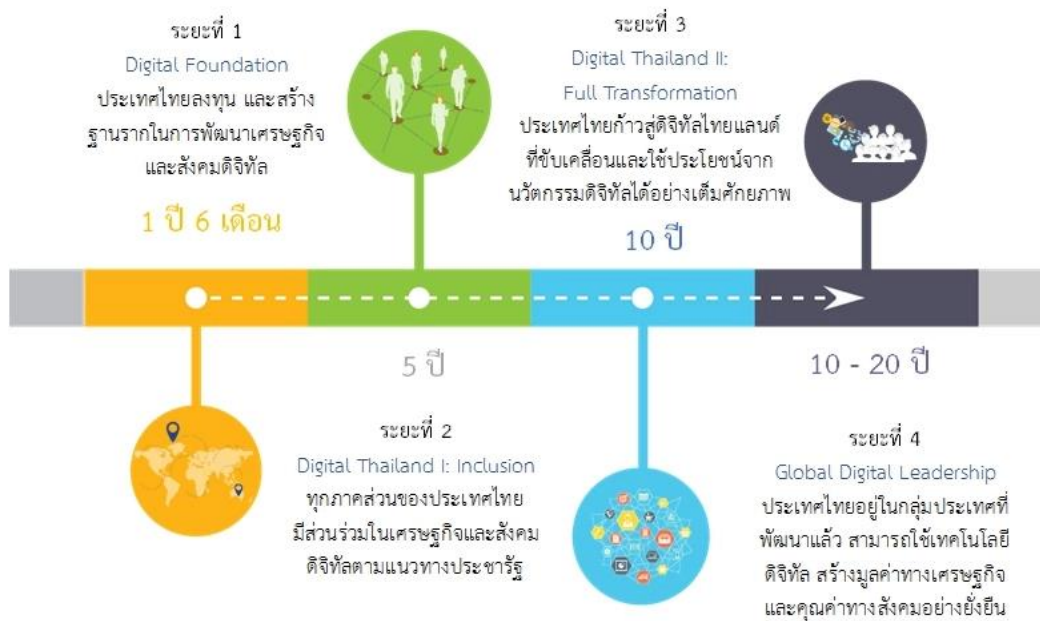 ระยะที่ 1
Digital Foundation
ประเทศไทยลงทุน และสร้าง
ฐานรากในการพัฒนาเศรษฐกิจ
และสังคมดิจิทัล
1 ปี 6 เดือน
5 ปี
ระยะที่ 2
Digital Thailand I: Inclusion
ทุกภาคส่วนของประเทศไทย
มีส่วนร่วมในเศรษฐกิจและสังคม
ดิจิทัลตามแนวทางประชารัฐ
ระยะที่ 3
Digital Thailand II:
Full Transformation
ประเทศไทยก้าวสู่ดิจิทัลไทยแลนด์
ที่ขับเคลื่อนและใช้ประโยชน์จาก
นวัตกรรมดิจิทัลได้อย่างเต็มศักยภาพ
10 ปี
10 - 20 ปี
ระยะที่ 4
Global Digital Leadership
ประเทศไทยอยู่ในกลุ่มประเทศที่
พัฒนาแล้ว สามารถใช้เทคโนโลยี
ดิจิทัล สร้างมูลค่าทางเศรษฐกิจ
และคุณค่าทางสังคมอย่างยั่งยืน